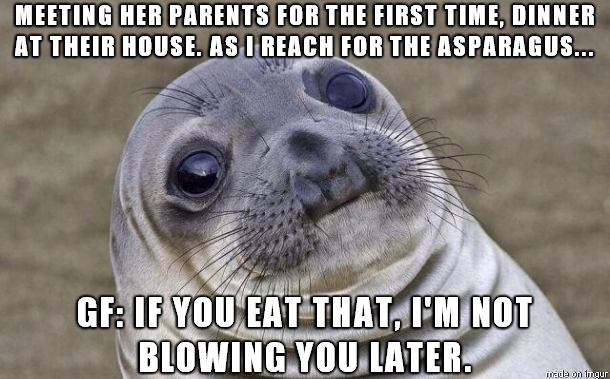 MEETING HER PARENTS FOR THE FIRST TIME, DINNER
AT THEIR HOUSE. AS I REACH FOR THE ASPARAGUS...
GF: IF YOU EAT THAT, I'M NOT
BLOWING YOU LATER.
made on imgur